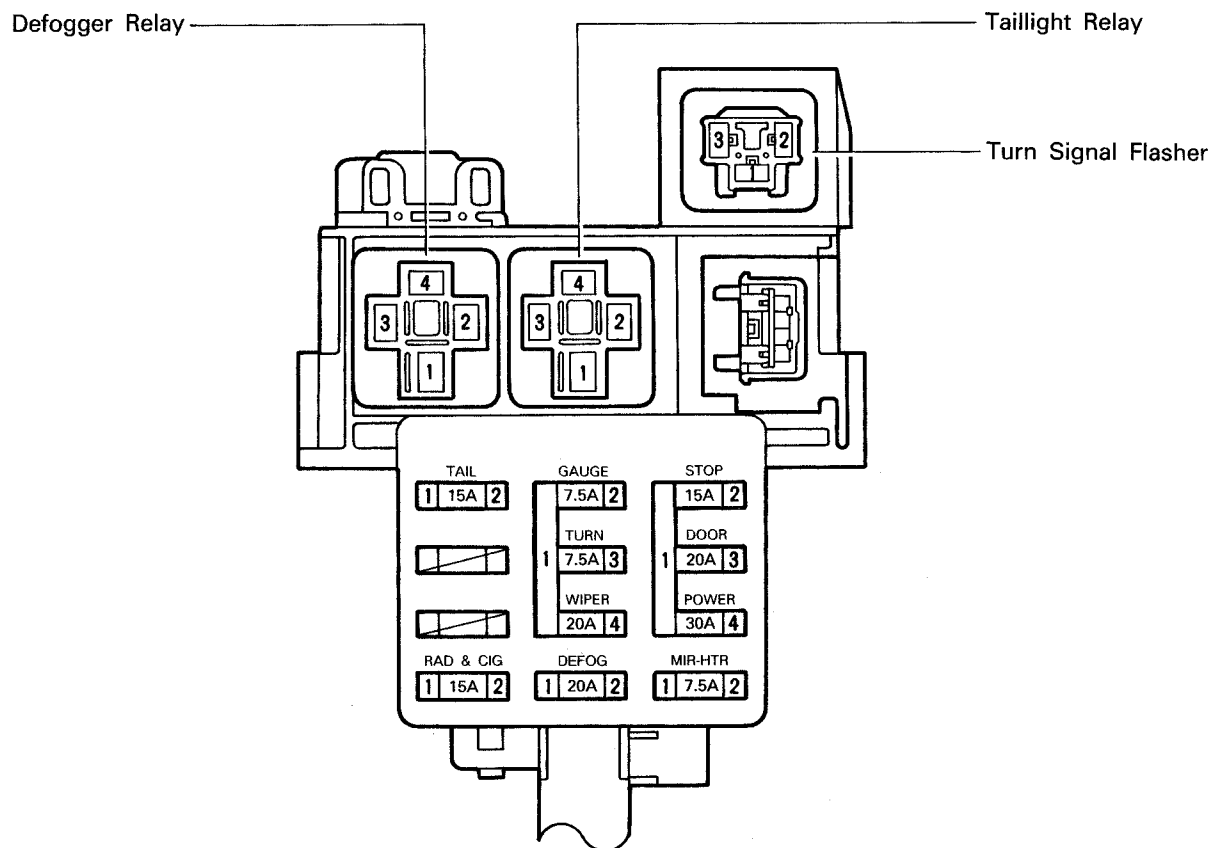 Defogger Relay
Taillight Relay
3 2
1
Turn Signal Flasher
4 4
3 2 3 2
1 1
TAIL GAUGE STOP
1 15A 2 7.5A 2 15A 2
TURN DOOR
1 7.5A 3 1 20A 3
WIPER POWER
20A 4 30A 4
RAD & CIG DEFOG MIR-HTR
1 15A 2 1 20A 2 1 7.5A 2